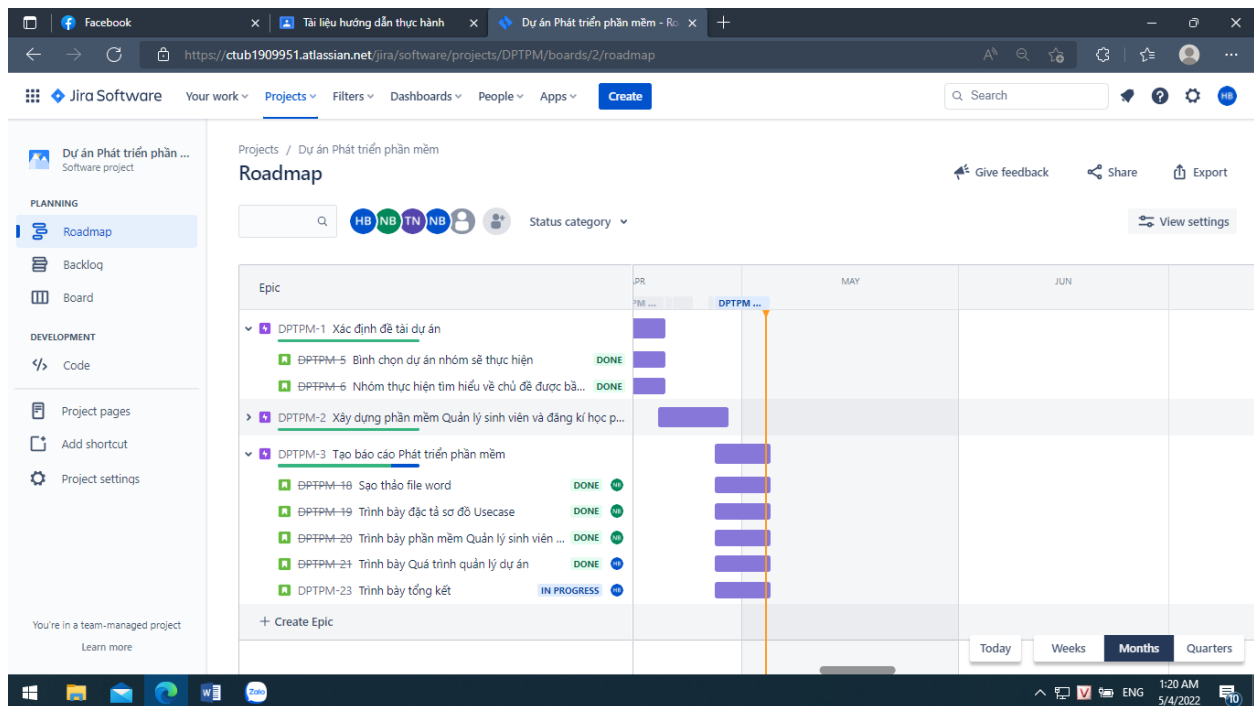 Facebook
Tài liệu hướng dẫn thực hành
Dự án Phát triển phần mềm - Ro
https://ctub1909951.atlassian.net/jira/software/projects/DPTPM/boards/2/roadmap
Jira Software
Your work
Projects
Filters
Dashboards
People
Apps
Create
Search
HB
Dự án Phát triển phần ...
Software project
PLANNING
Roadmap
Backlog
Board
DEVELOPMENT
Code
Project pages
Add shortcut
Project settings
You're in a team-managed project
Learn more
Projects / Dự án Phát triển phần mềm
Roadmap
Give feedback
Share
Export
HB NB TN NB
Status category
View settings
Epic
PR
MAY
JUN
PM ...
DPTPM ...
DPTPM-1 Xác định đề tài dự án
DPTPM-5 Bình chọn dự án nhóm sẽ thực hiện DONE
DPTPM-6 Nhóm thực hiện tìm hiểu về chủ đề được bầ... DONE
DPTPM-2 Xây dựng phần mềm Quản lý sinh viên và đăng kí học p...
DPTPM-3 Tạo báo cáo Phát triển phần mềm
DPTPM-18 Sạo thảo file word DONE NB
DPTPM-19 Trình bày đặc tả sơ đồ Usecase DONE NB
DPTPM-20 Trình bày phần mềm Quản lý sinh viên ... DONE NB
DPTPM-21 Trình bày Quá trình quản lý dự án DONE HB
DPTPM-23 Trình bày tổng kết IN PROGRESS HB
+ Create Epic
Today
Weeks
Months
Quarters
Zalo
V
ENG
1:20 AM
5/4/2022
10